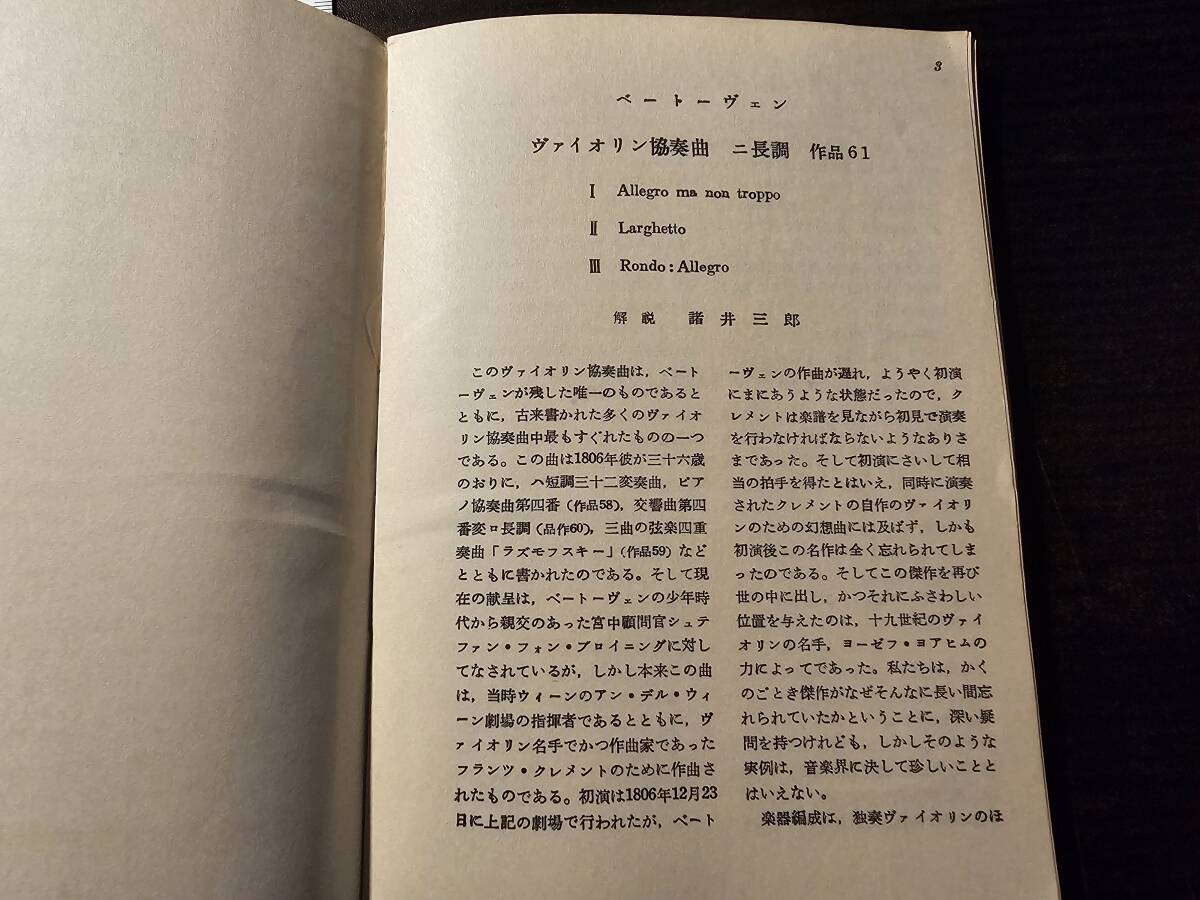 3
ベートーヴェン
ヴァイオリン協奏曲 ニ長調 作品61
Ⅰ Allegro ma non troppo
Ⅱ Larghetto
Ⅲ Rondo:Allegro
解説 諸井三郎
このヴァイオリン協奏曲は，ベート
ーヴェンが残した唯一のものであると
ともに，古来書かれた多くのヴァイオ
リン協奏曲中最もすぐれたものの一つ
である。この曲は1806年彼が三十六歳
のおりに，ハ短調三十二変奏曲，ピア
ノ協奏曲第四番（作品58），交響曲第四
番変ロ長調（品作60），三曲の弦楽四重
奏曲「ラズモフスキー」（作品59）など
とともに書かれたのである。そして現
在の献呈は，ベートーヴェンの少年時
代から親交のあった宮中顧問官シュテ
ファン・フォン・ブロイニングに対し
てなされているが，しかし本来この曲
は，当時ウィーンのアン・デル・ウィ
ーン劇場の指揮者であるとともに，ヴ
ァイオリン名手でかつ作曲家であった
フランツ・クレメントのために作曲さ
れたものである。初演は1806年12月23
日に上記の劇場で行われたが，ベート
ーヴェンの作曲が遅れ，ようやく初演
にまにあうような状態だったので，ク
レメントは楽譜を見ながら初見で演奏
を行わなければならないようなありさ
まであった。そして初演にさいして相
当の拍手を得たとはいえ，同時に演奏
されたクレメントの自作のヴァイオリ
ンのための幻想曲には及ばず，しかも
初演後この名作は全く忘れられてしま
ったのである。そしてこの傑作を再び
世の中に出し，かつそれにふさわしい
位置を与えたのは，十九世紀のヴァイ
オリンの名手，ヨーゼフ・ヨアヒムの
力によってであった。私たちは，かく
のごとき傑作がなぜそんなに長い間忘
れられていたかということに，深い疑
問を持つけれども，しかしそのような
実例は，音楽界に決して珍しいことと
はいえない。
楽器編成は，独奏ヴァイオリンのほ